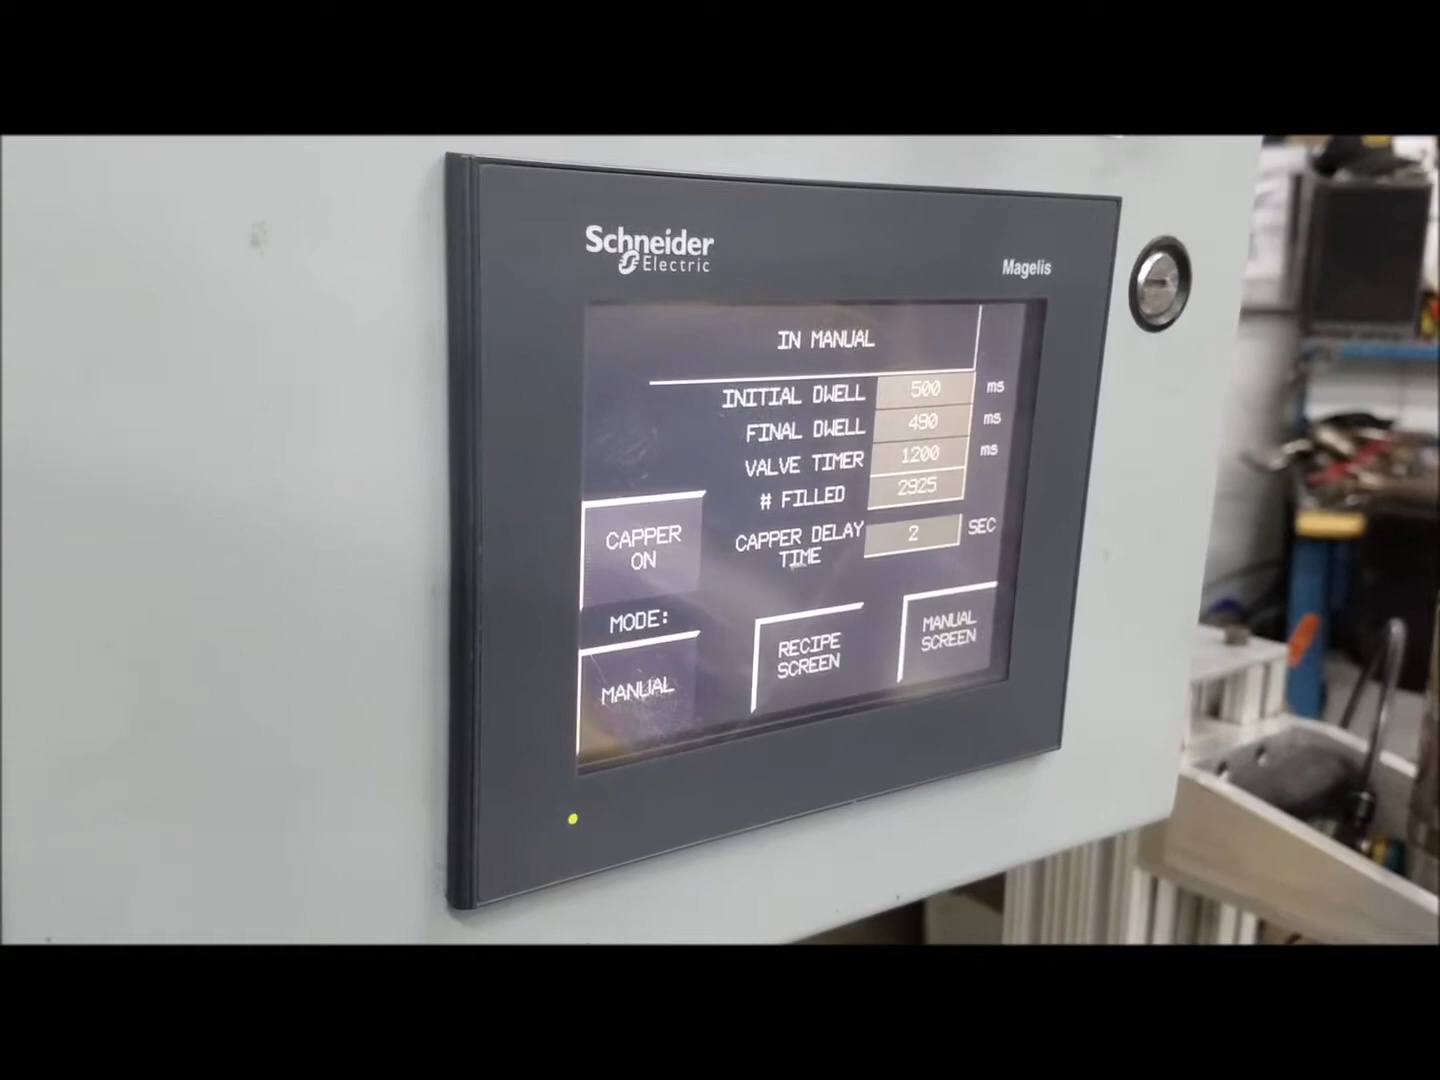 Schneider
Electric
Magelis
IN MANUAL
INITIAL DWELL 500 ms
FINAL DWELL 490 ms
VALVE TIMER 1200 ms
# FILLED 2925
CAPPER DELAY TIME 2 SEC
CAPPER
ON
MODE:
MANUAL
RECIPE
SCREEN
MANUAL
SCREEN